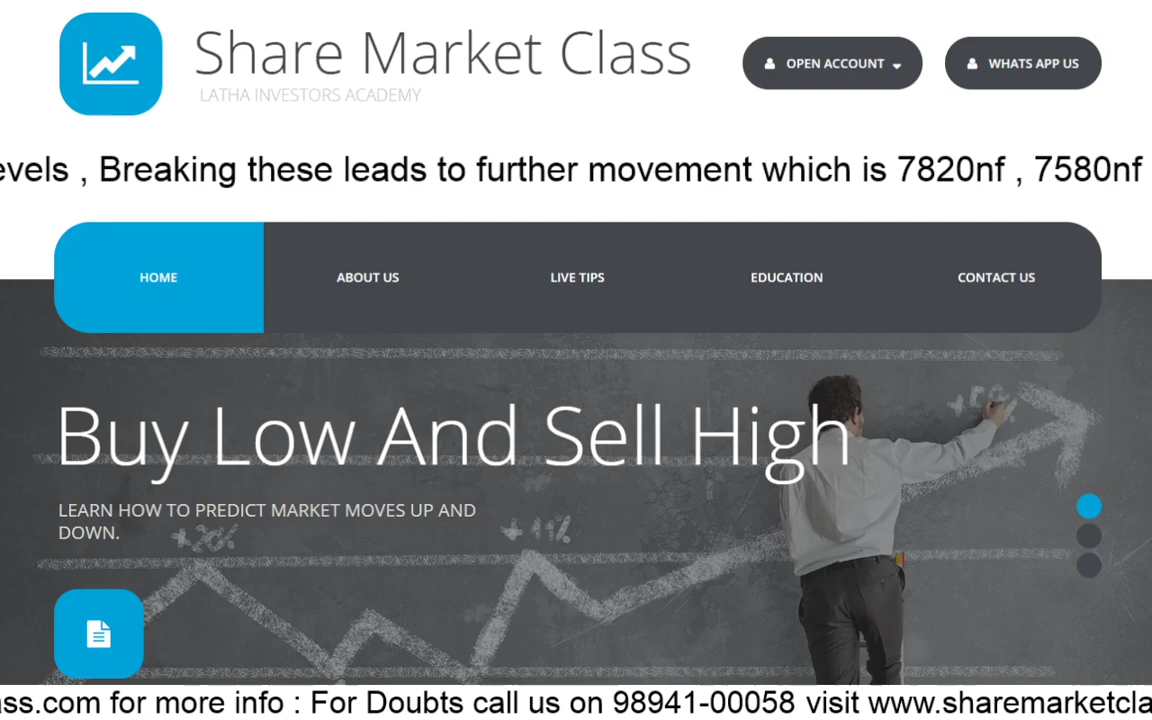 Share Market Class
LATHA INVESTORS ACADEMY
OPEN ACCOUNT
WHATS APP US
evels , Breaking these leads to further movement which is 7820nf , 7580nf
HOME
ABOUT US
LIVE TIPS
EDUCATION
CONTACT US
Buy Low And Sell High
LEARN HOW TO PREDICT MARKET MOVES UP AND
DOWN.
+20%
+11%
ass.com for more info : For Doubts call us on 98941-00058 visit www.sharemarketcla